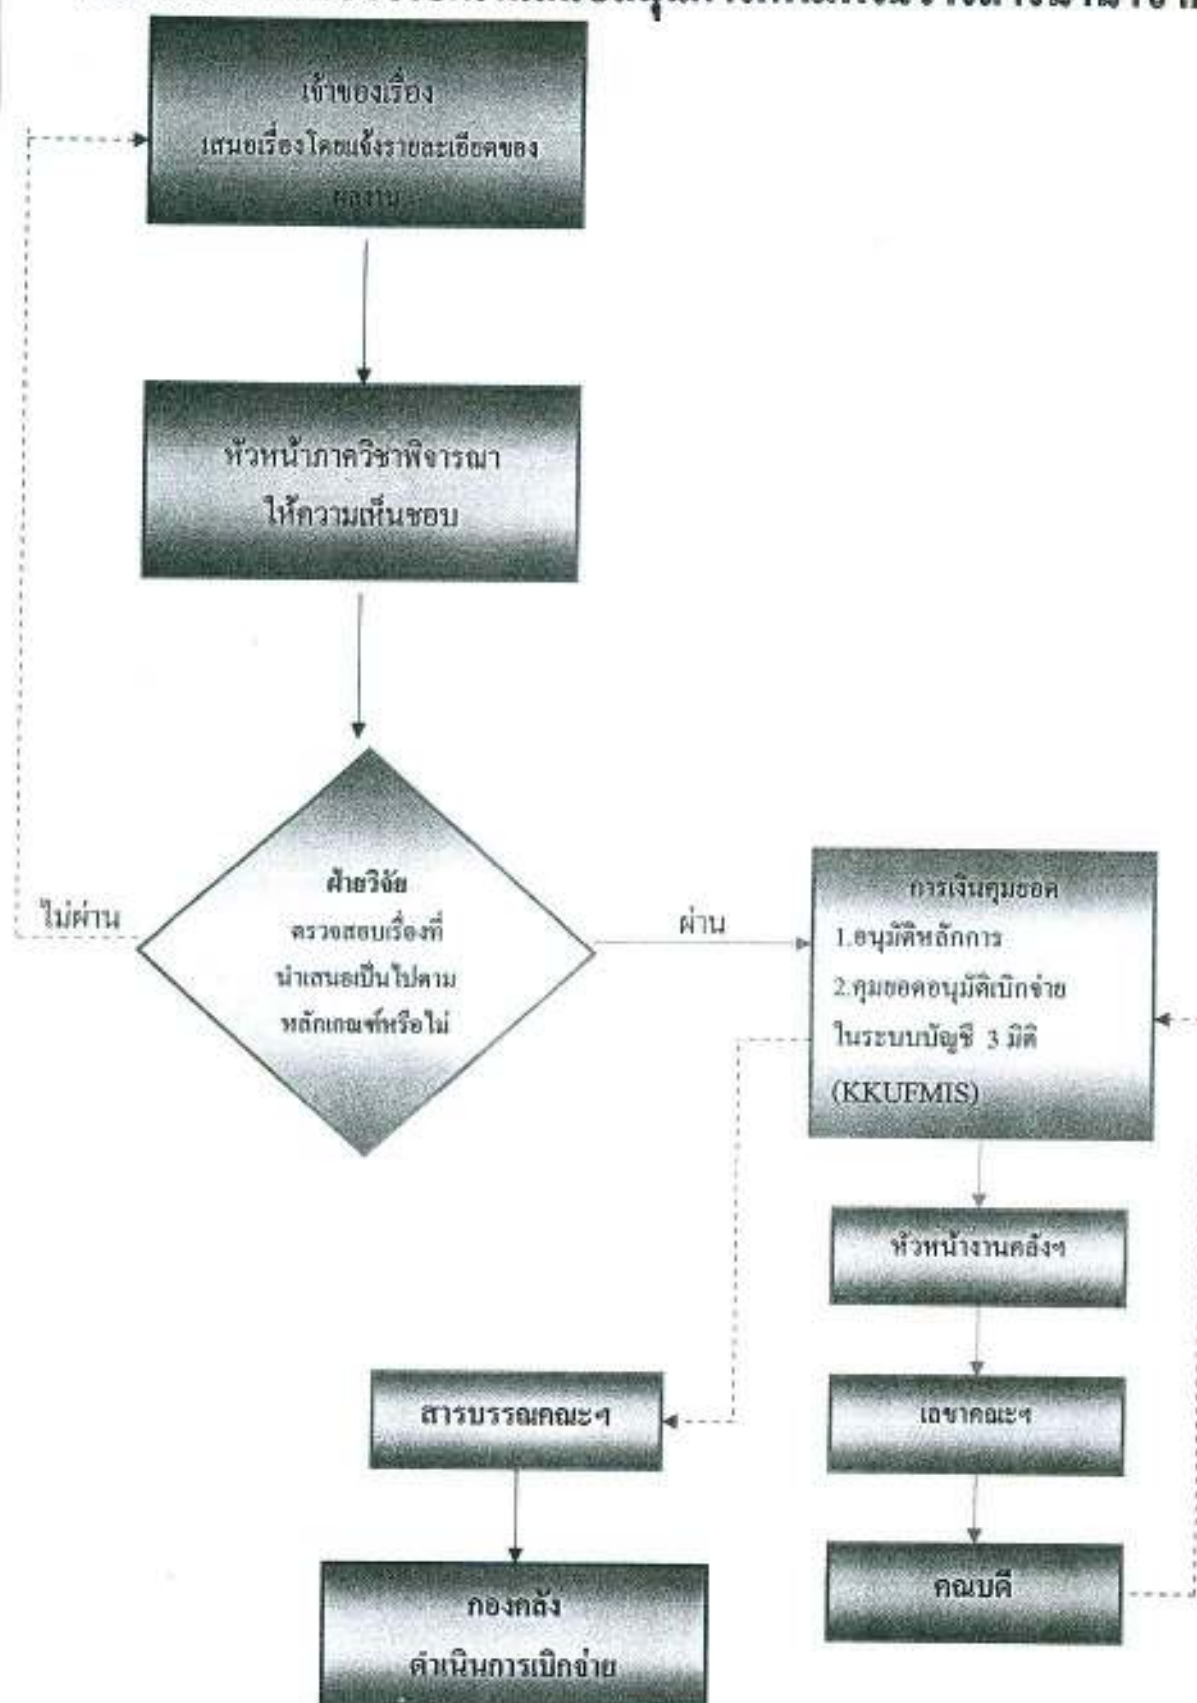 เจ้าของเรื่อง
เสนอเรื่องโดยแจ้งรายละเอียดของ
ผลงาน
หัวหน้าภาควิชาพิจารณา
ให้ความเห็นชอบ
ฝ่ายวิจัย
ตรวจสอบเรื่องที่
นำเสนอเป็นไปตาม
หลักเกณฑ์หรือไม่
ไม่ผ่าน
ผ่าน
การเงินคุมยอด
1.อนุมัติหลักการ
2.คุมยอดอนุมัติเบิกจ่าย
ในระบบบัญชี 3 มิติ
(KKUFMIS)
หัวหน้างานคลังฯ
สารบรรณคณะฯ
เลขาคณะฯ
คณบดี
กองคลัง
ดำเนินการเบิกจ่าย